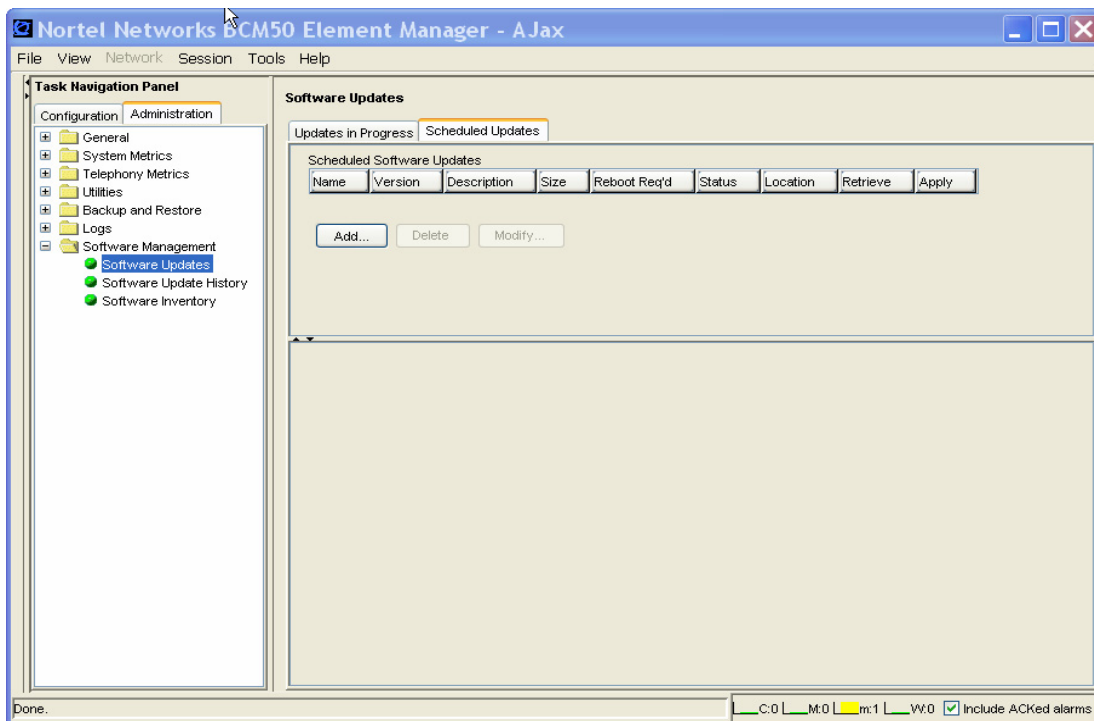 Nortel Networks BCM50 Element Manager - AJax
File View Network Session Tools Help
Task Navigation Panel
Configuration Administration
General
System Metrics
Telephony Metrics
Utilities
Backup and Restore
Logs
Software Management
Software Updates
Software Update History
Software Inventory
Software Updates
Updates in Progress Scheduled Updates
Scheduled Software Updates
Name Version Description Size Reboot Req'd Status Location Retrieve Apply
Add... Delete Modify...
Done.
C:0 M:0 m:1 W:0 Include ACKed alarms